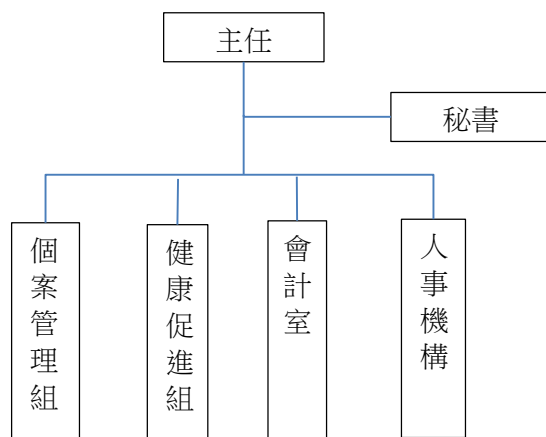 主任
秘書
個案管理組
健康促進組
會計室
人事機構